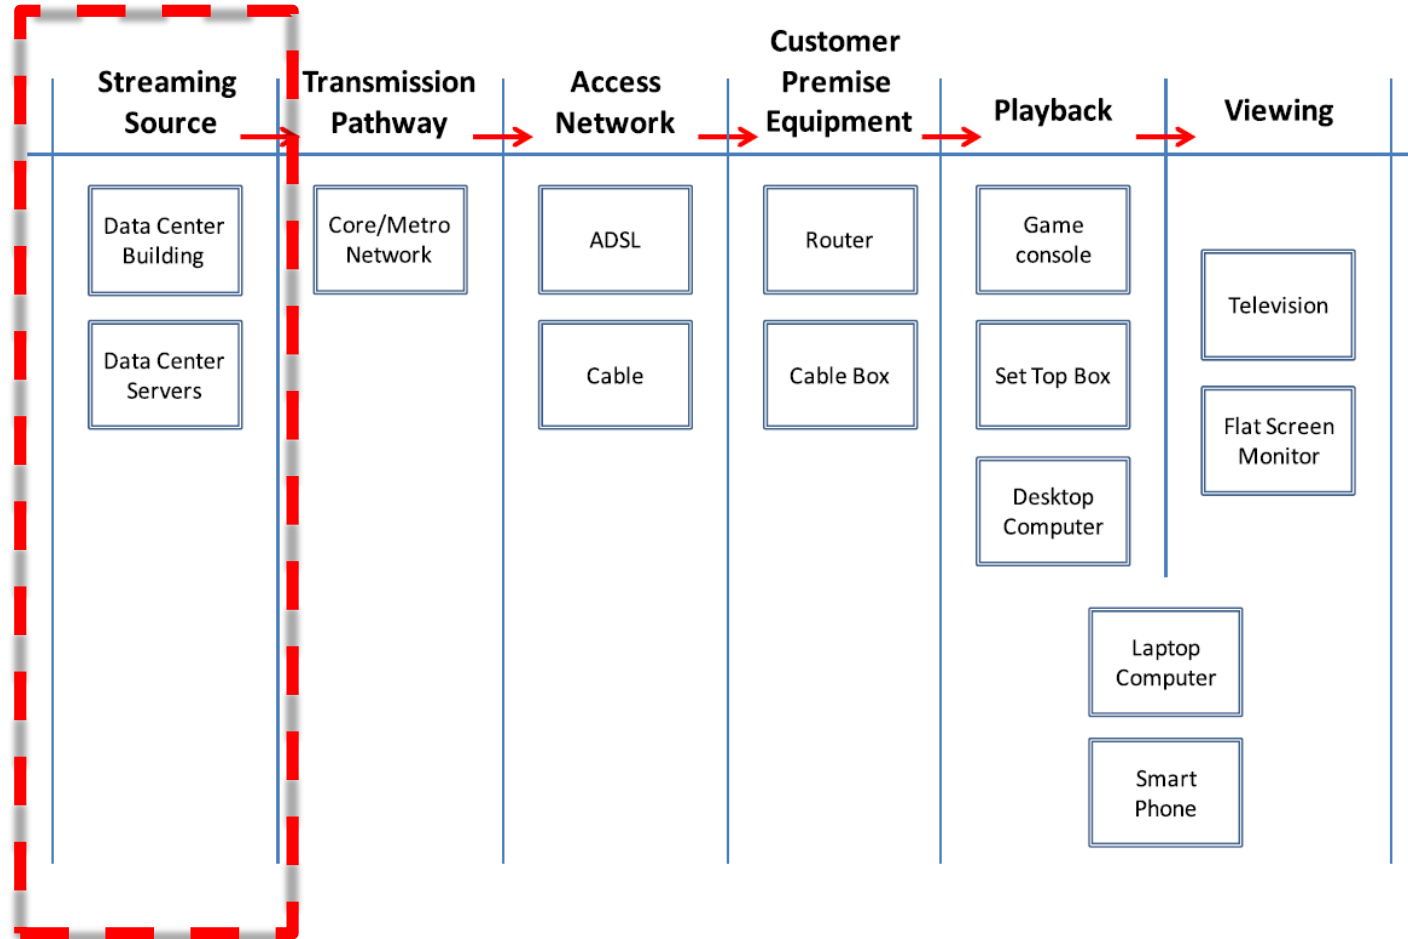 Streaming
Source
Transmission
Pathway
Access
Network
Customer
Premise
Equipment
Playback
Viewing
Data Center
Building
Data Center
Servers
Core/Metro
Network
ADSL
Cable
Router
Cable Box
Game
console
Set Top Box
Desktop
Computer
Television
Flat Screen
Monitor
Laptop
Computer
Smart
Phone